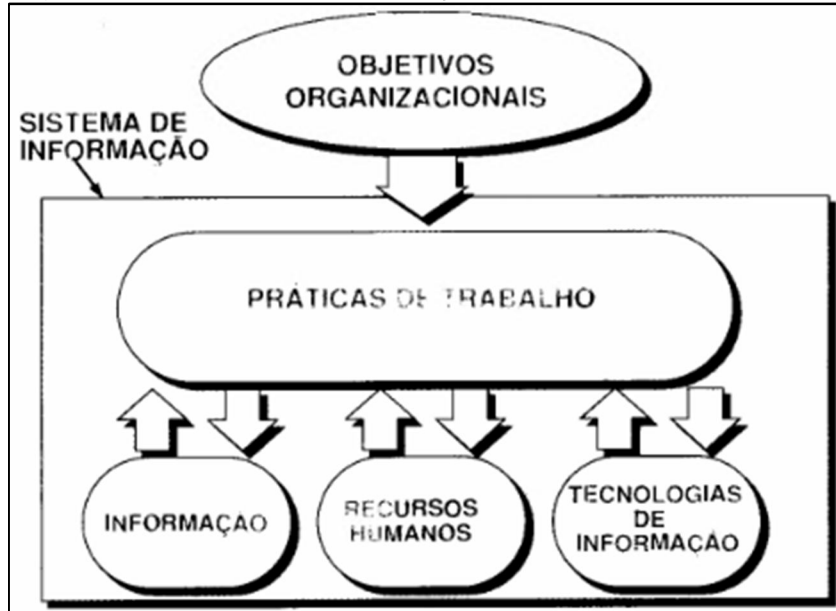 OBJETIVOS
ORGANIZACIONAIS
SISTEMA DE
INFORMAÇÃO
PRÁTICAS DE TRABALHO
INFORMAÇÃO
RECURSOS
HUMANOS
TECNOLOGIAS
DE
INFORMAÇÃO